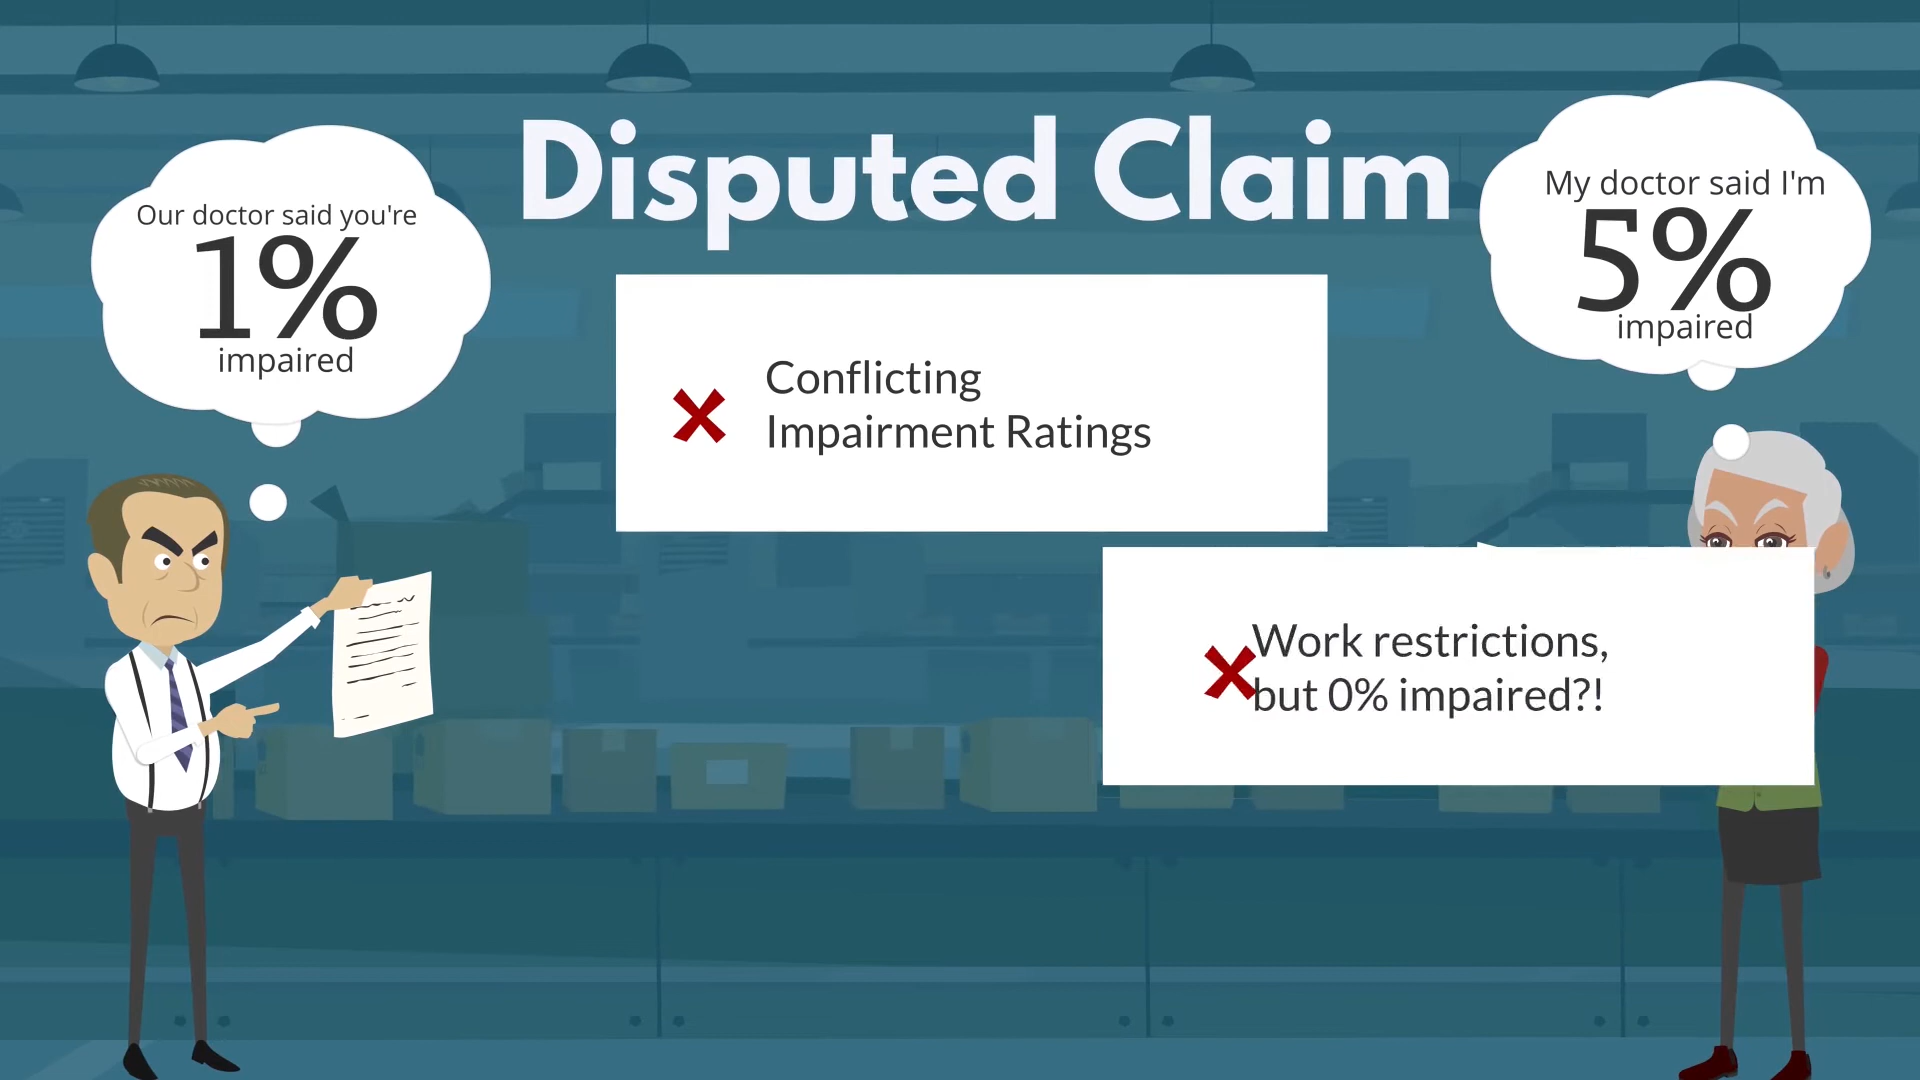 Disputed Claim
Our doctor said you're
1%
impaired
My doctor said I'm
5%
impaired
Conflicting
Impairment Ratings
Work restrictions,
but 0% impaired?!